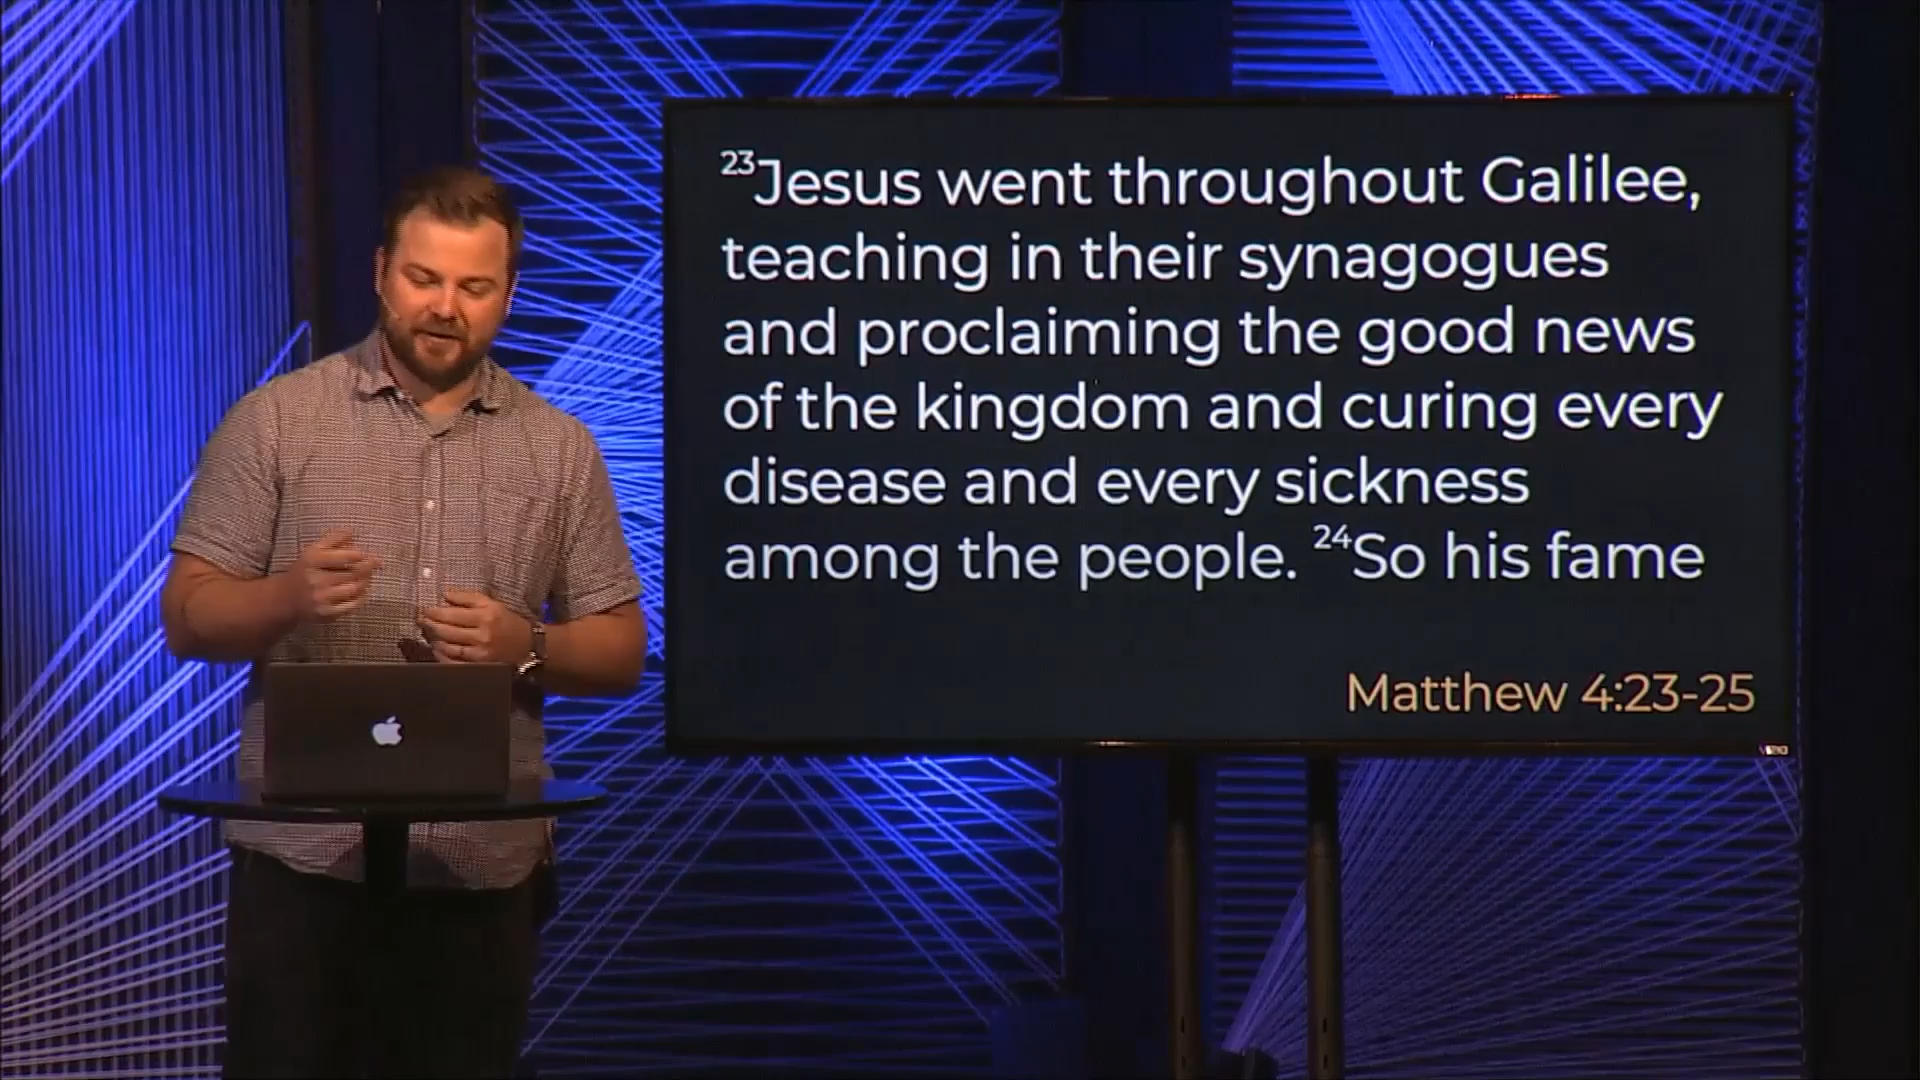 23Jesus went throughout Galilee,
teaching in their synagogues
and proclaiming the good news
of the kingdom and curing every
disease and every sickness
among the people. 24So his fame
Matthew 4:23-25
VIZIO